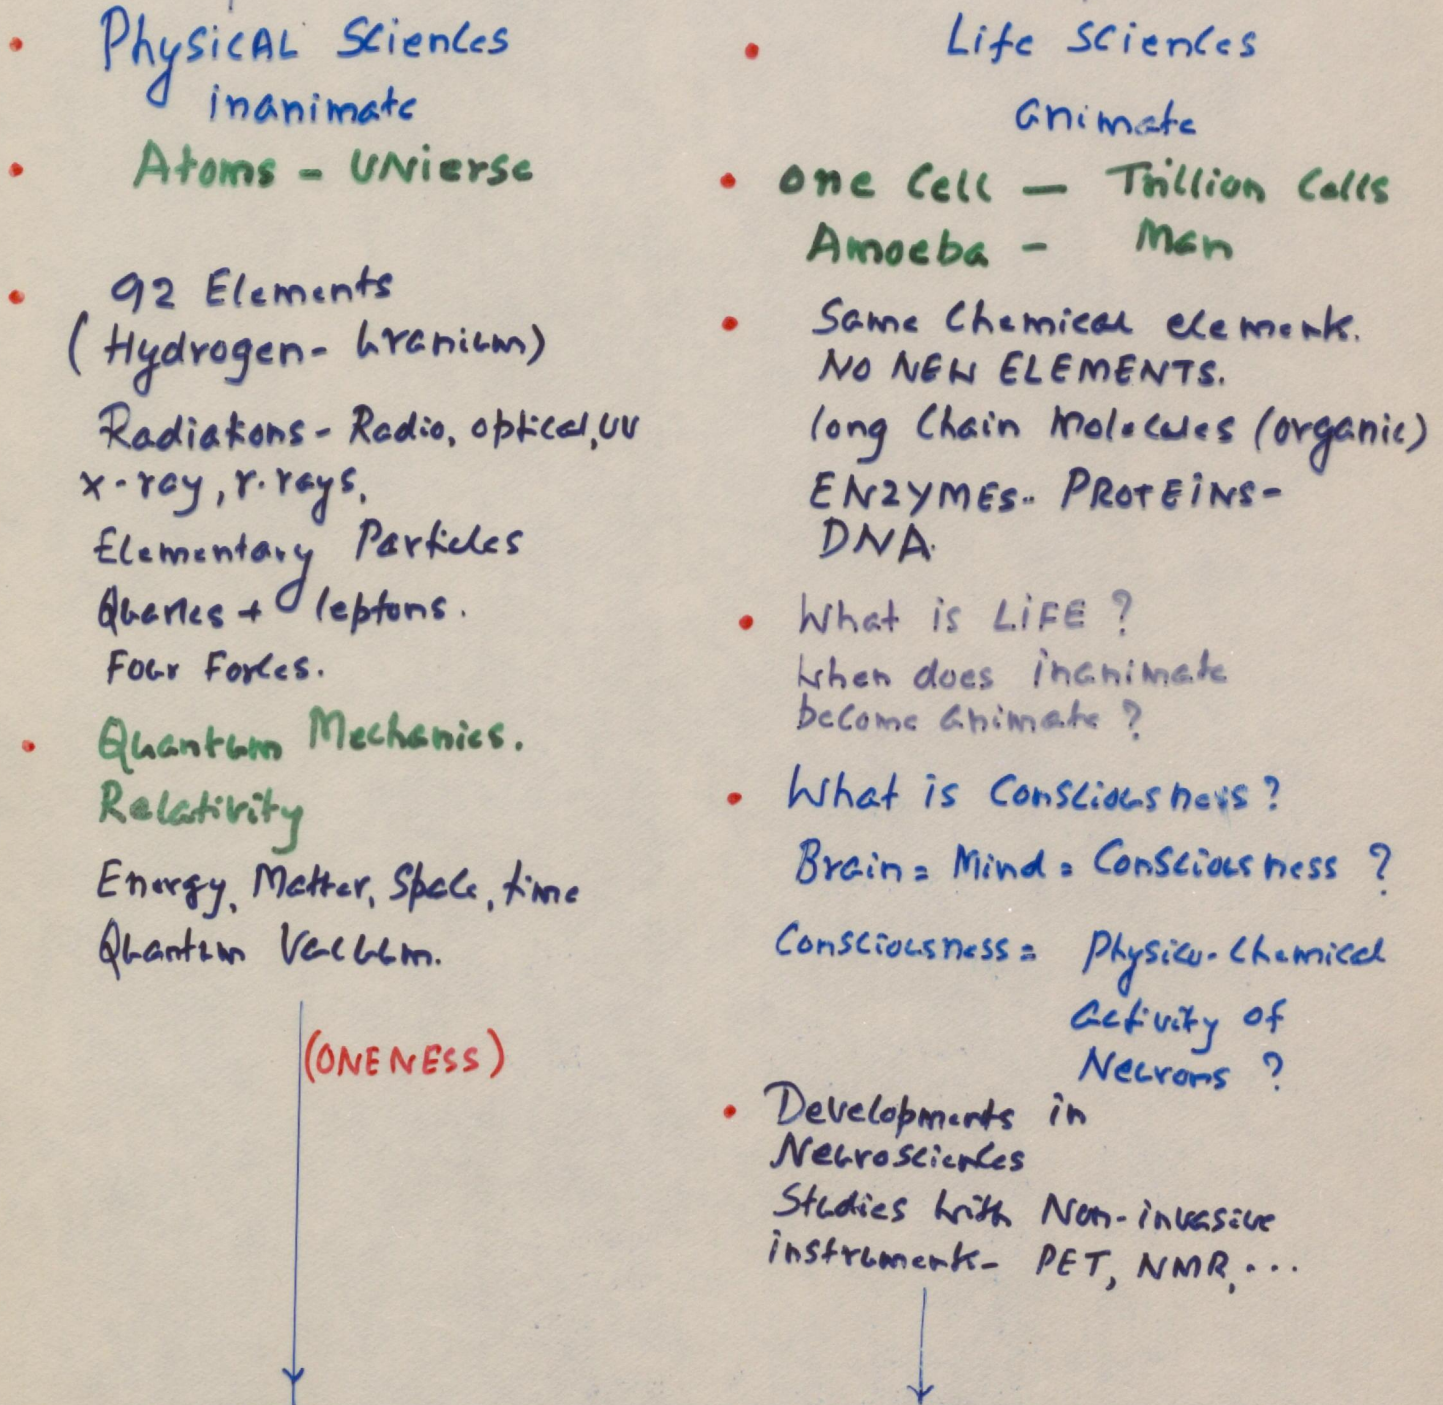 • Physical Sciences
inanimate
• Atoms - UNierse
• 92 Elements
(Hydrogen - Uranium)
Radiations - Radio, optical, UV
x-ray, r-rays,
Elementary Particles
Quarks + leptons.
Four Forces.
• Quantum Mechanics.
Relativity
Energy, Matter, Space, time
Quantum Vacuum.
(ONENESS)
• Life Sciences
animate
• one Cell — Trillion Cells
Amoeba - Man
• Same Chemical elements.
NO NEW ELEMENTS.
long Chain Molecules (organic)
ENZYMES-- PROTEINS-
DNA.
• What is LiFE ?
When does inanimate
become animate ?
• What is Consciousness ?
Brain = Mind = Consciousness ?
Consciousness = Physico-Chemical
activity of
Neurons ?
• Developments in
Neurosciences
Studies with Non-invasive
instruments- PET, NMR, ...